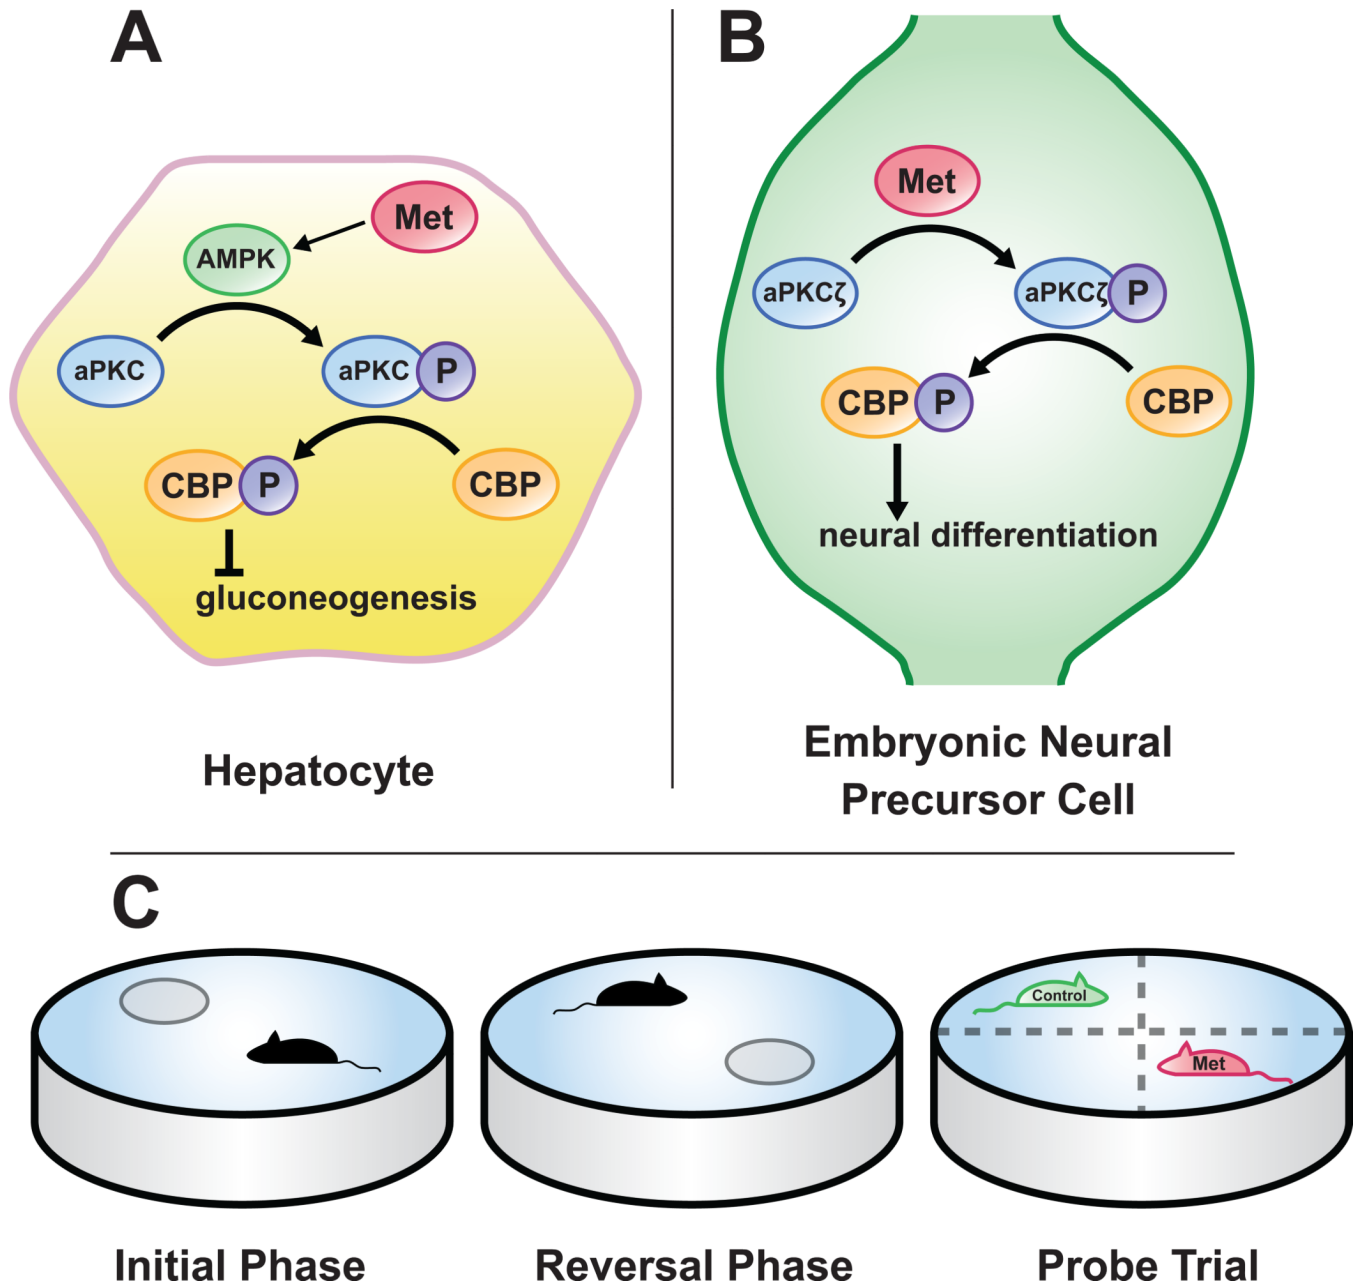 A
Met
AMPK
aPKC
aPKC P
CBP P
CBP
gluconeogenesis
Hepatocyte
B
Met
aPKCζ
aPKCζ P
CBP P
CBP
neural differentiation
Embryonic Neural
Precursor Cell
C
Control
Met
Initial Phase
Reversal Phase
Probe Trial